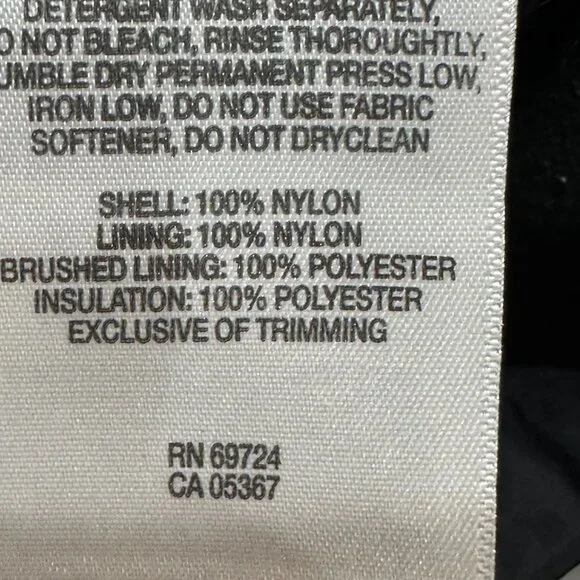 DETERGENT WASH SEPARATELY,
O NOT BLEACH, RINSE THOROUGHLY,
UMBLE DRY PERMANENT PRESS LOW,
IRON LOW, DO NOT USE FABRIC
SOFTENER, DO NOT DRYCLEAN
SHELL: 100% NYLON
LINING: 100% NYLON
BRUSHED LINING: 100% POLYESTER
INSULATION: 100% POLYESTER
EXCLUSIVE OF TRIMMING
RN 69724
CA 05367